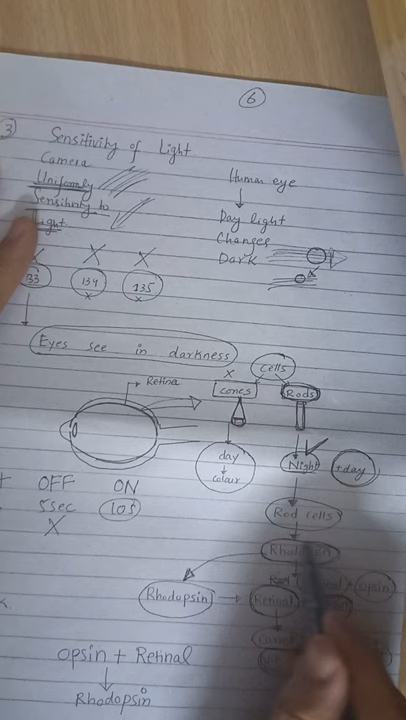 6
3) Sensitivity of Light
Camera
Uniformly
Sensitivity to
Light
Human eye
Day light
Changes
Dark
33 134 135
Eyes see in darkness
Cells
Retina
X cones
Rods
day
colour
Night
+day
OFF ON
5sec 10s
X
Rod cells
Rhodopsin + Retinal
opsin
opsin + Retinal
Rhodopsin